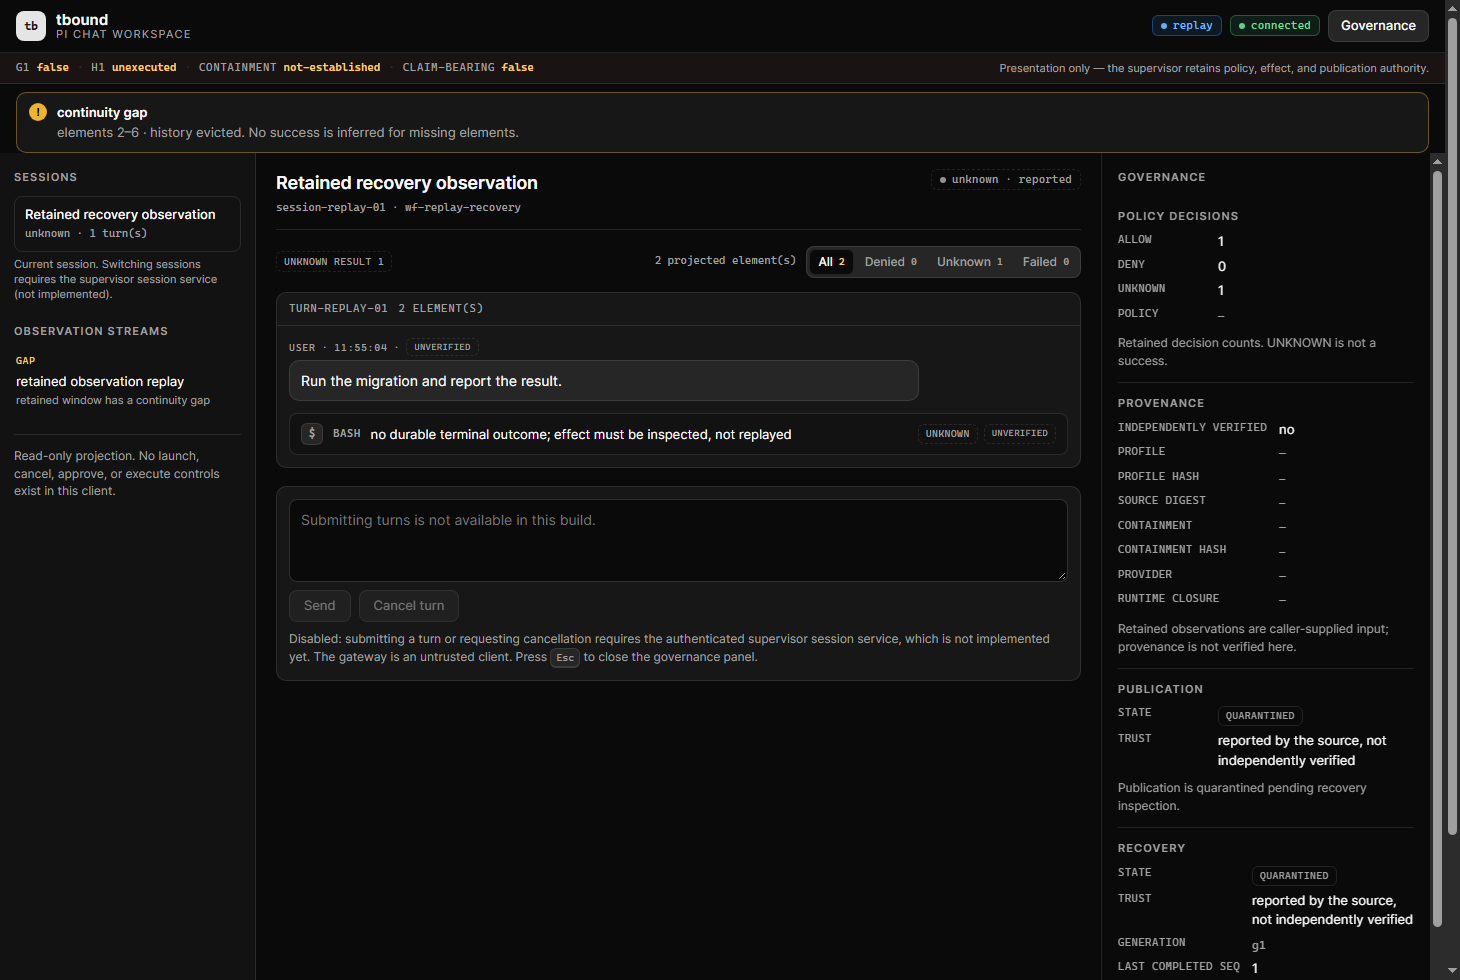 tb
tbound
PI CHAT WORKSPACE
replay
connected
Governance
G1 false · H1 unexecuted · CONTAINMENT not-established · CLAIM-BEARING false
Presentation only — the supervisor retains policy, effect, and publication authority.
!
continuity gap
elements 2–6 · history evicted. No success is inferred for missing elements.
SESSIONS
Retained recovery observation
unknown · 1 turn(s)
Current session. Switching sessions
requires the supervisor session service
(not implemented).
OBSERVATION STREAMS
GAP
retained observation replay
retained window has a continuity gap
Read-only projection. No launch,
cancel, approve, or execute controls
exist in this client.
Retained recovery observation
unknown · reported
session-replay-01 · wf-replay-recovery
UNKNOWN RESULT 1
2 projected element(s)
All 2
Denied 0
Unknown 1
Failed 0
TURN-REPLAY-01 2 ELEMENT(S)
USER · 11:55:04 · UNVERIFIED
Run the migration and report the result.
$ BASH no durable terminal outcome; effect must be inspected, not replayed
UNKNOWN
UNVERIFIED
Submitting turns is not available in this build.
Send
Cancel turn
Disabled: submitting a turn or requesting cancellation requires the authenticated supervisor session service, which is not implemented
yet. The gateway is an untrusted client. Press Esc to close the governance panel.
GOVERNANCE
POLICY DECISIONS
ALLOW 1
DENY 0
UNKNOWN 1
POLICY –
Retained decision counts. UNKNOWN is not a
success.
PROVENANCE
INDEPENDENTLY VERIFIED no
PROFILE –
PROFILE HASH –
SOURCE DIGEST –
CONTAINMENT –
CONTAINMENT HASH –
PROVIDER –
RUNTIME CLOSURE –
Retained observations are caller-supplied input;
provenance is not verified here.
PUBLICATION
STATE QUARANTINED
TRUST reported by the source, not
independently verified
Publication is quarantined pending recovery
inspection.
RECOVERY
STATE QUARANTINED
TRUST reported by the source,
not independently verified
GENERATION g1
LAST COMPLETED SEQ 1